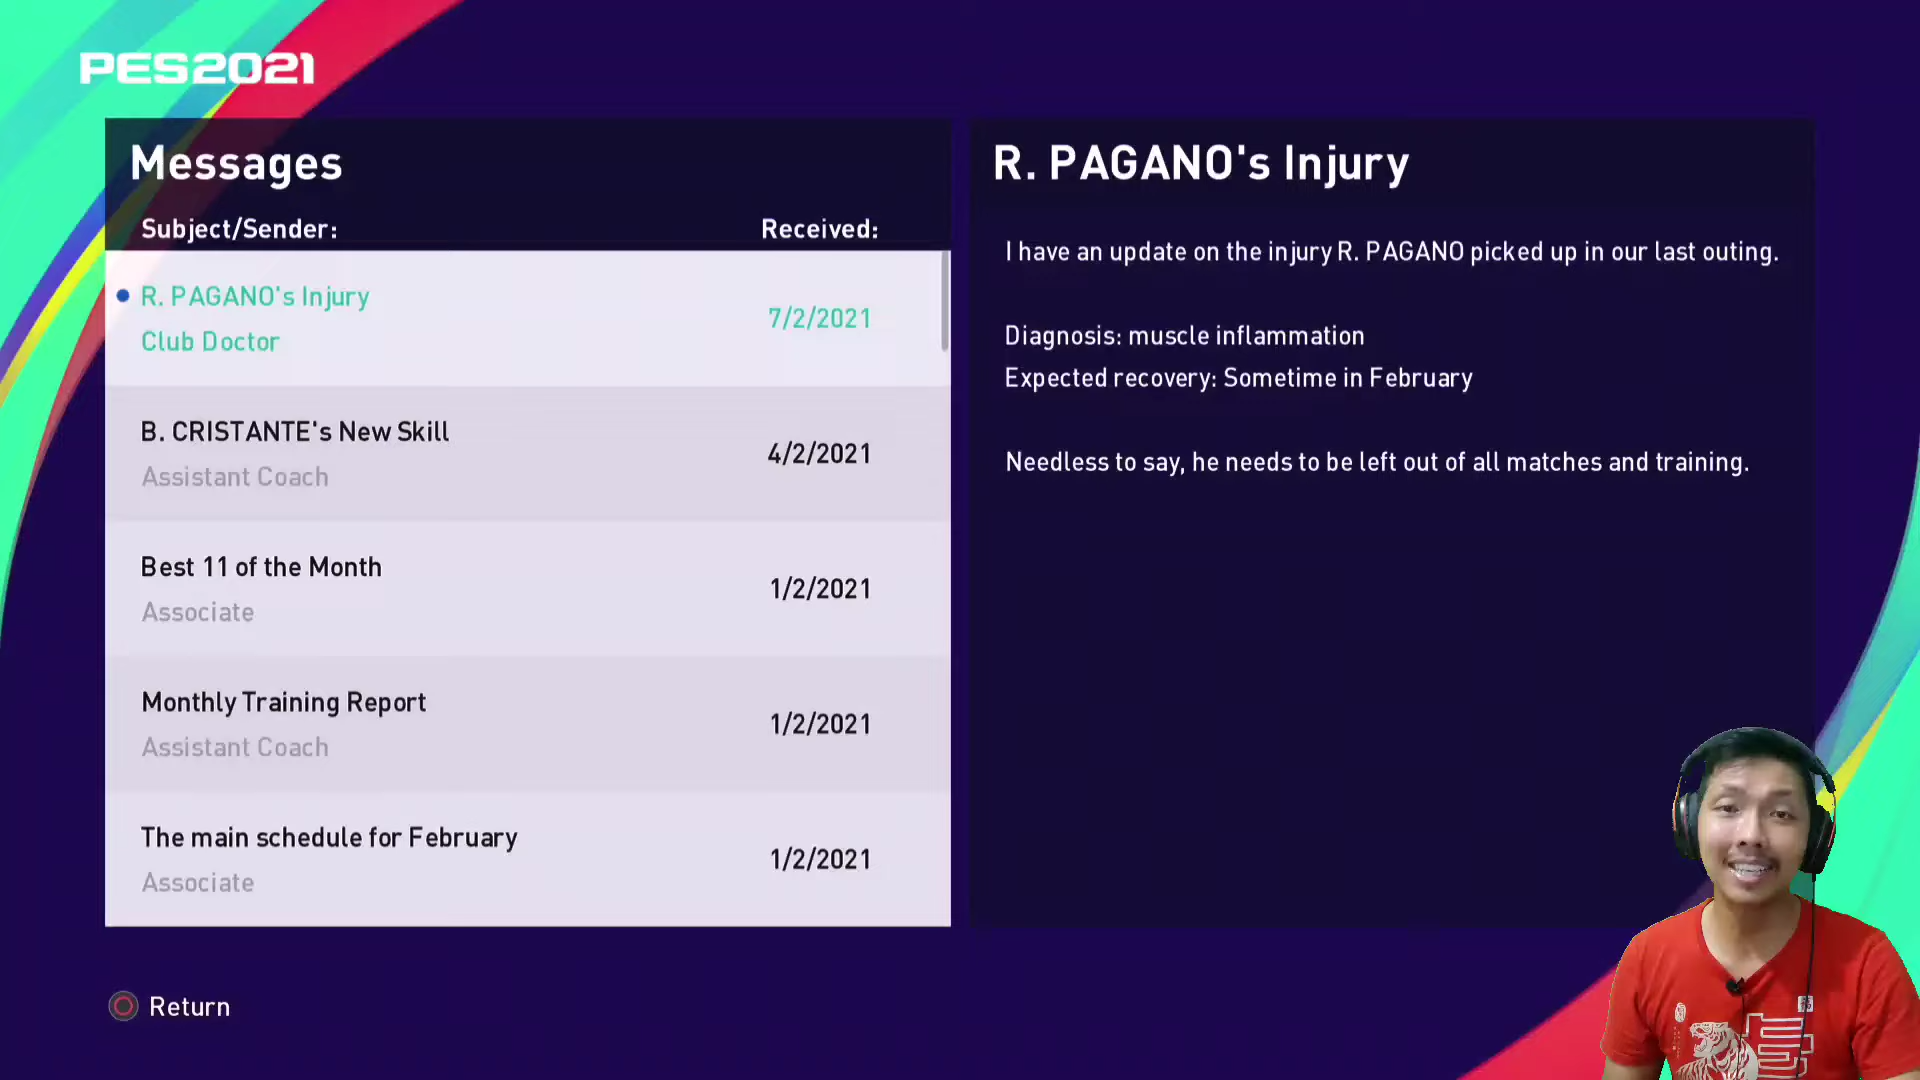 PES2021
Messages
Subject/Sender:
Received:
R. PAGANO's Injury
Club Doctor
7/2/2021
B. CRISTANTE's New Skill
Assistant Coach
4/2/2021
Best 11 of the Month
Associate
1/2/2021
Monthly Training Report
Assistant Coach
1/2/2021
The main schedule for February
Associate
1/2/2021
R. PAGANO's Injury
I have an update on the injury R. PAGANO picked up in our last outing.
Diagnosis: muscle inflammation
Expected recovery: Sometime in February
Needless to say, he needs to be left out of all matches and training.
Return